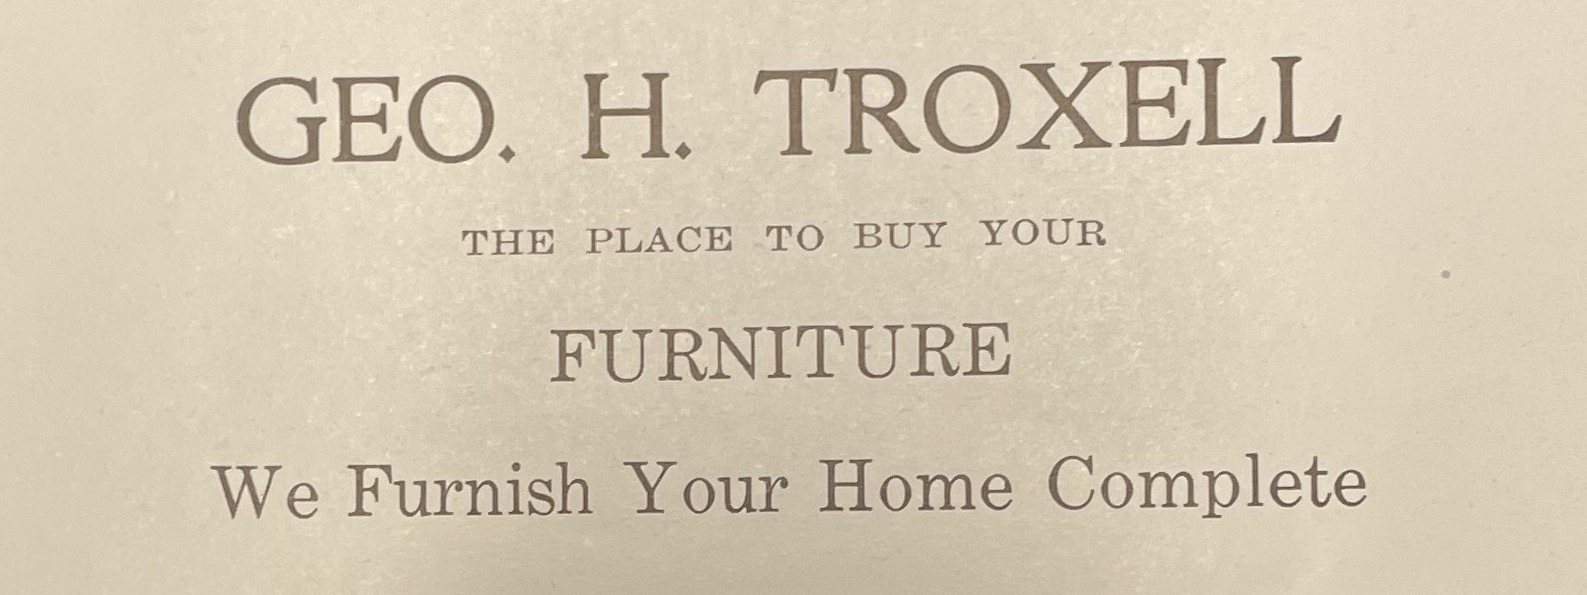 GEO. H. TROXELL
THE PLACE TO BUY YOUR
FURNITURE
We Furnish Your Home Complete